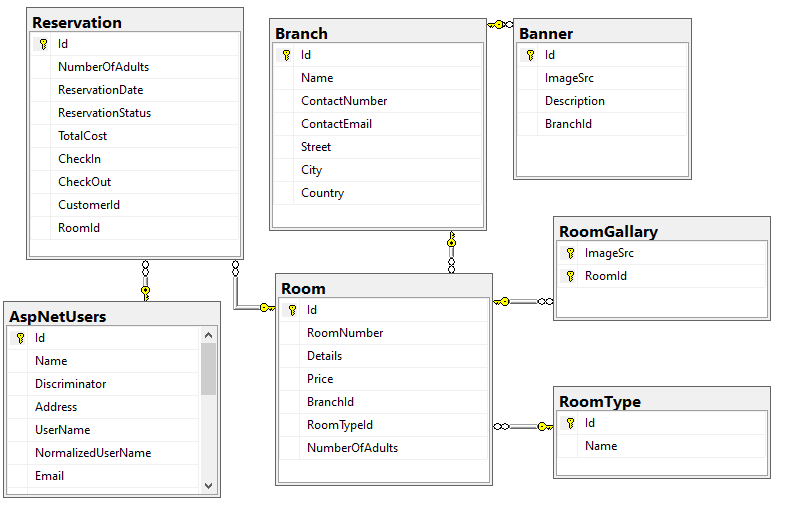 Reservation
Id
NumberOfAdults
ReservationDate
ReservationStatus
TotalCost
CheckIn
CheckOut
CustomerId
RoomId
Branch
Id
Name
ContactNumber
ContactEmail
Street
City
Country
Banner
Id
ImageSrc
Description
BranchId
RoomGallary
ImageSrc
RoomId
AspNetUsers
Id
Name
Discriminator
Address
UserName
NormalizedUserName
Email
Room
Id
RoomNumber
Details
Price
BranchId
RoomTypeId
NumberOfAdults
RoomType
Id
Name